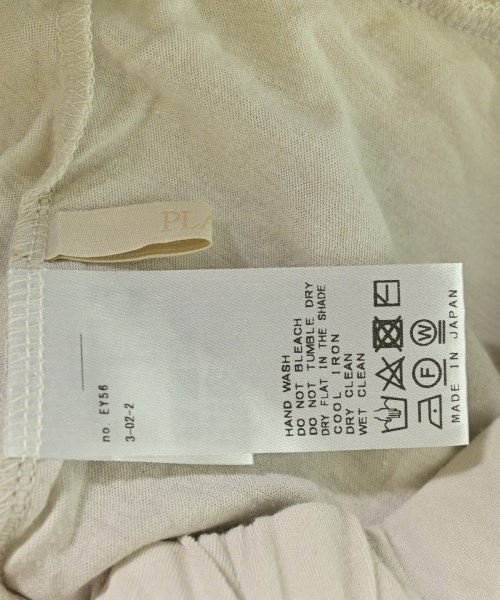 PLA
no. EY56
3-02-2
HAND WASH
DO NOT BLEACH
DO NOT TUMBLE DRY
DRY FLAT IN THE SHADE
COOL IRON
DRY CLEAN
WET CLEAN
F W
MADE IN JAPAN